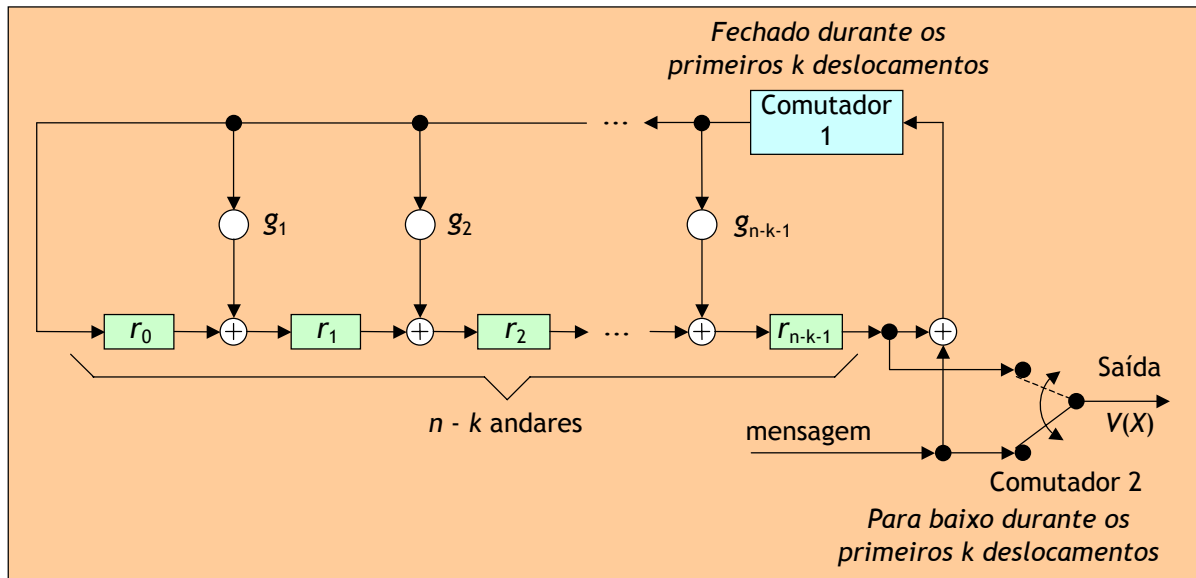 Fechado durante os
primeiros k deslocamentos
Comutador
1
...
g1
g2
gn-k-1
r0
+
r1
+
r2
...
+
rn-k-1
+
n - k andares
mensagem
Saída
V(X)
Comutador 2
Para baixo durante os
primeiros k deslocamentos